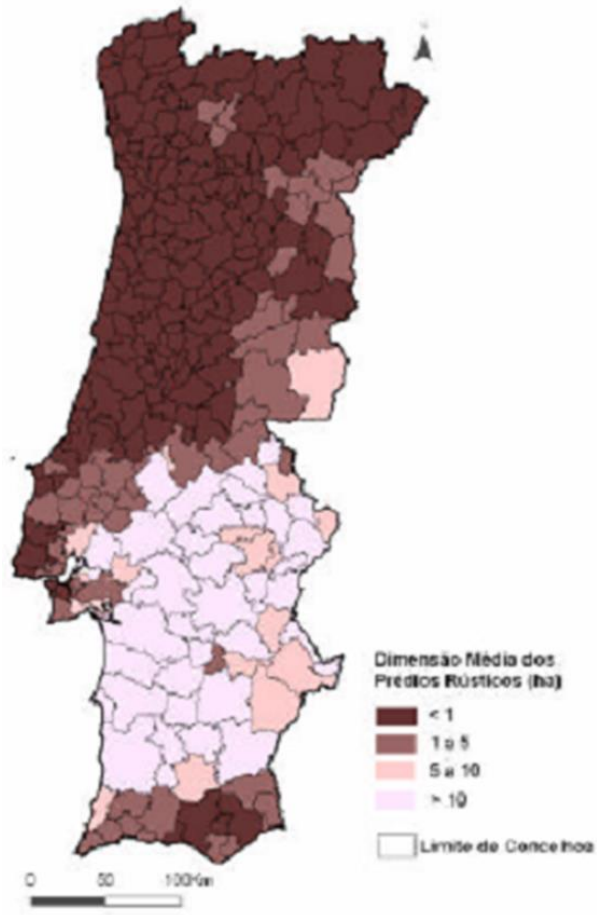 Dimensão Média dos
Prédios Rústicos (ha)
< 1
1 a 5
5 a 10
> 10
Limite de Concelhos
0 50 100Km